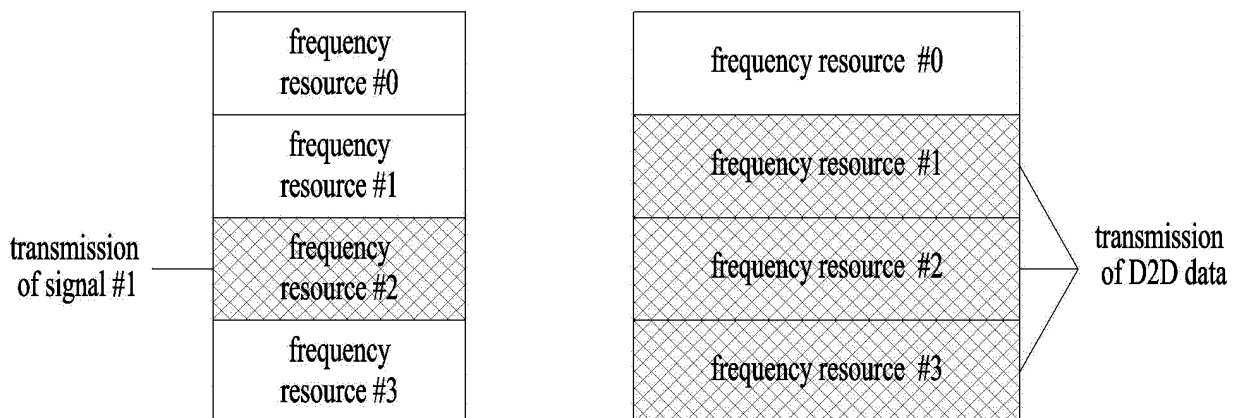 frequency
resource #0
frequency
resource #1
transmission
of signal #1
frequency
resource #2
frequency
resource #3
frequency resource #0
frequency resource #1
frequency resource #2
frequency resource #3
transmission
of D2D data